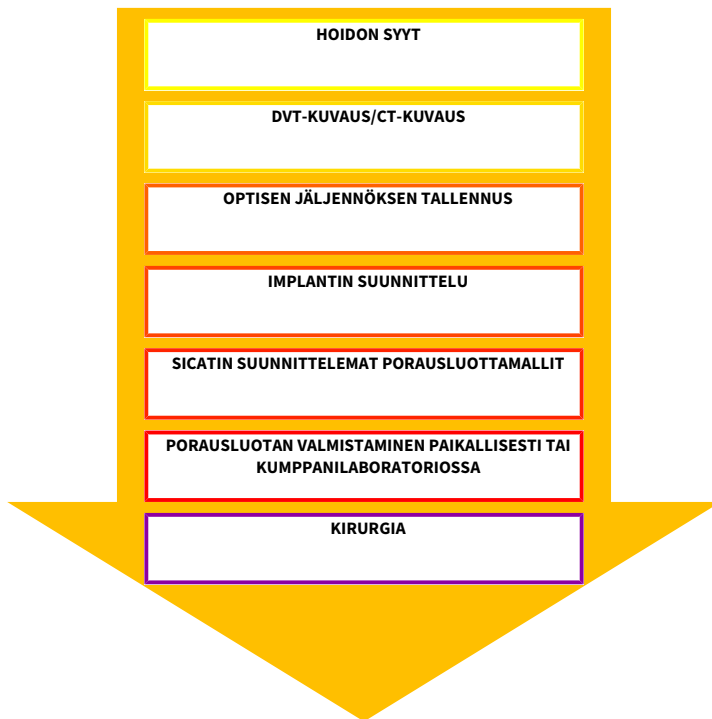 HOIDON SYYT
DVT-KUVAUS/CT-KUVAUS
OPTISEN JÄLJENNÖKSEN TALLENNUS
IMPLANTIN SUUNNITTELU
SICATIN SUUNNITTELEMAT PORAUSLUOTTAMALLIT
PORAUSLUOTAN VALMISTAMINEN PAIKALLISESTI TAI
KUMPPANILABORATORIOSSA
KIRURGIA